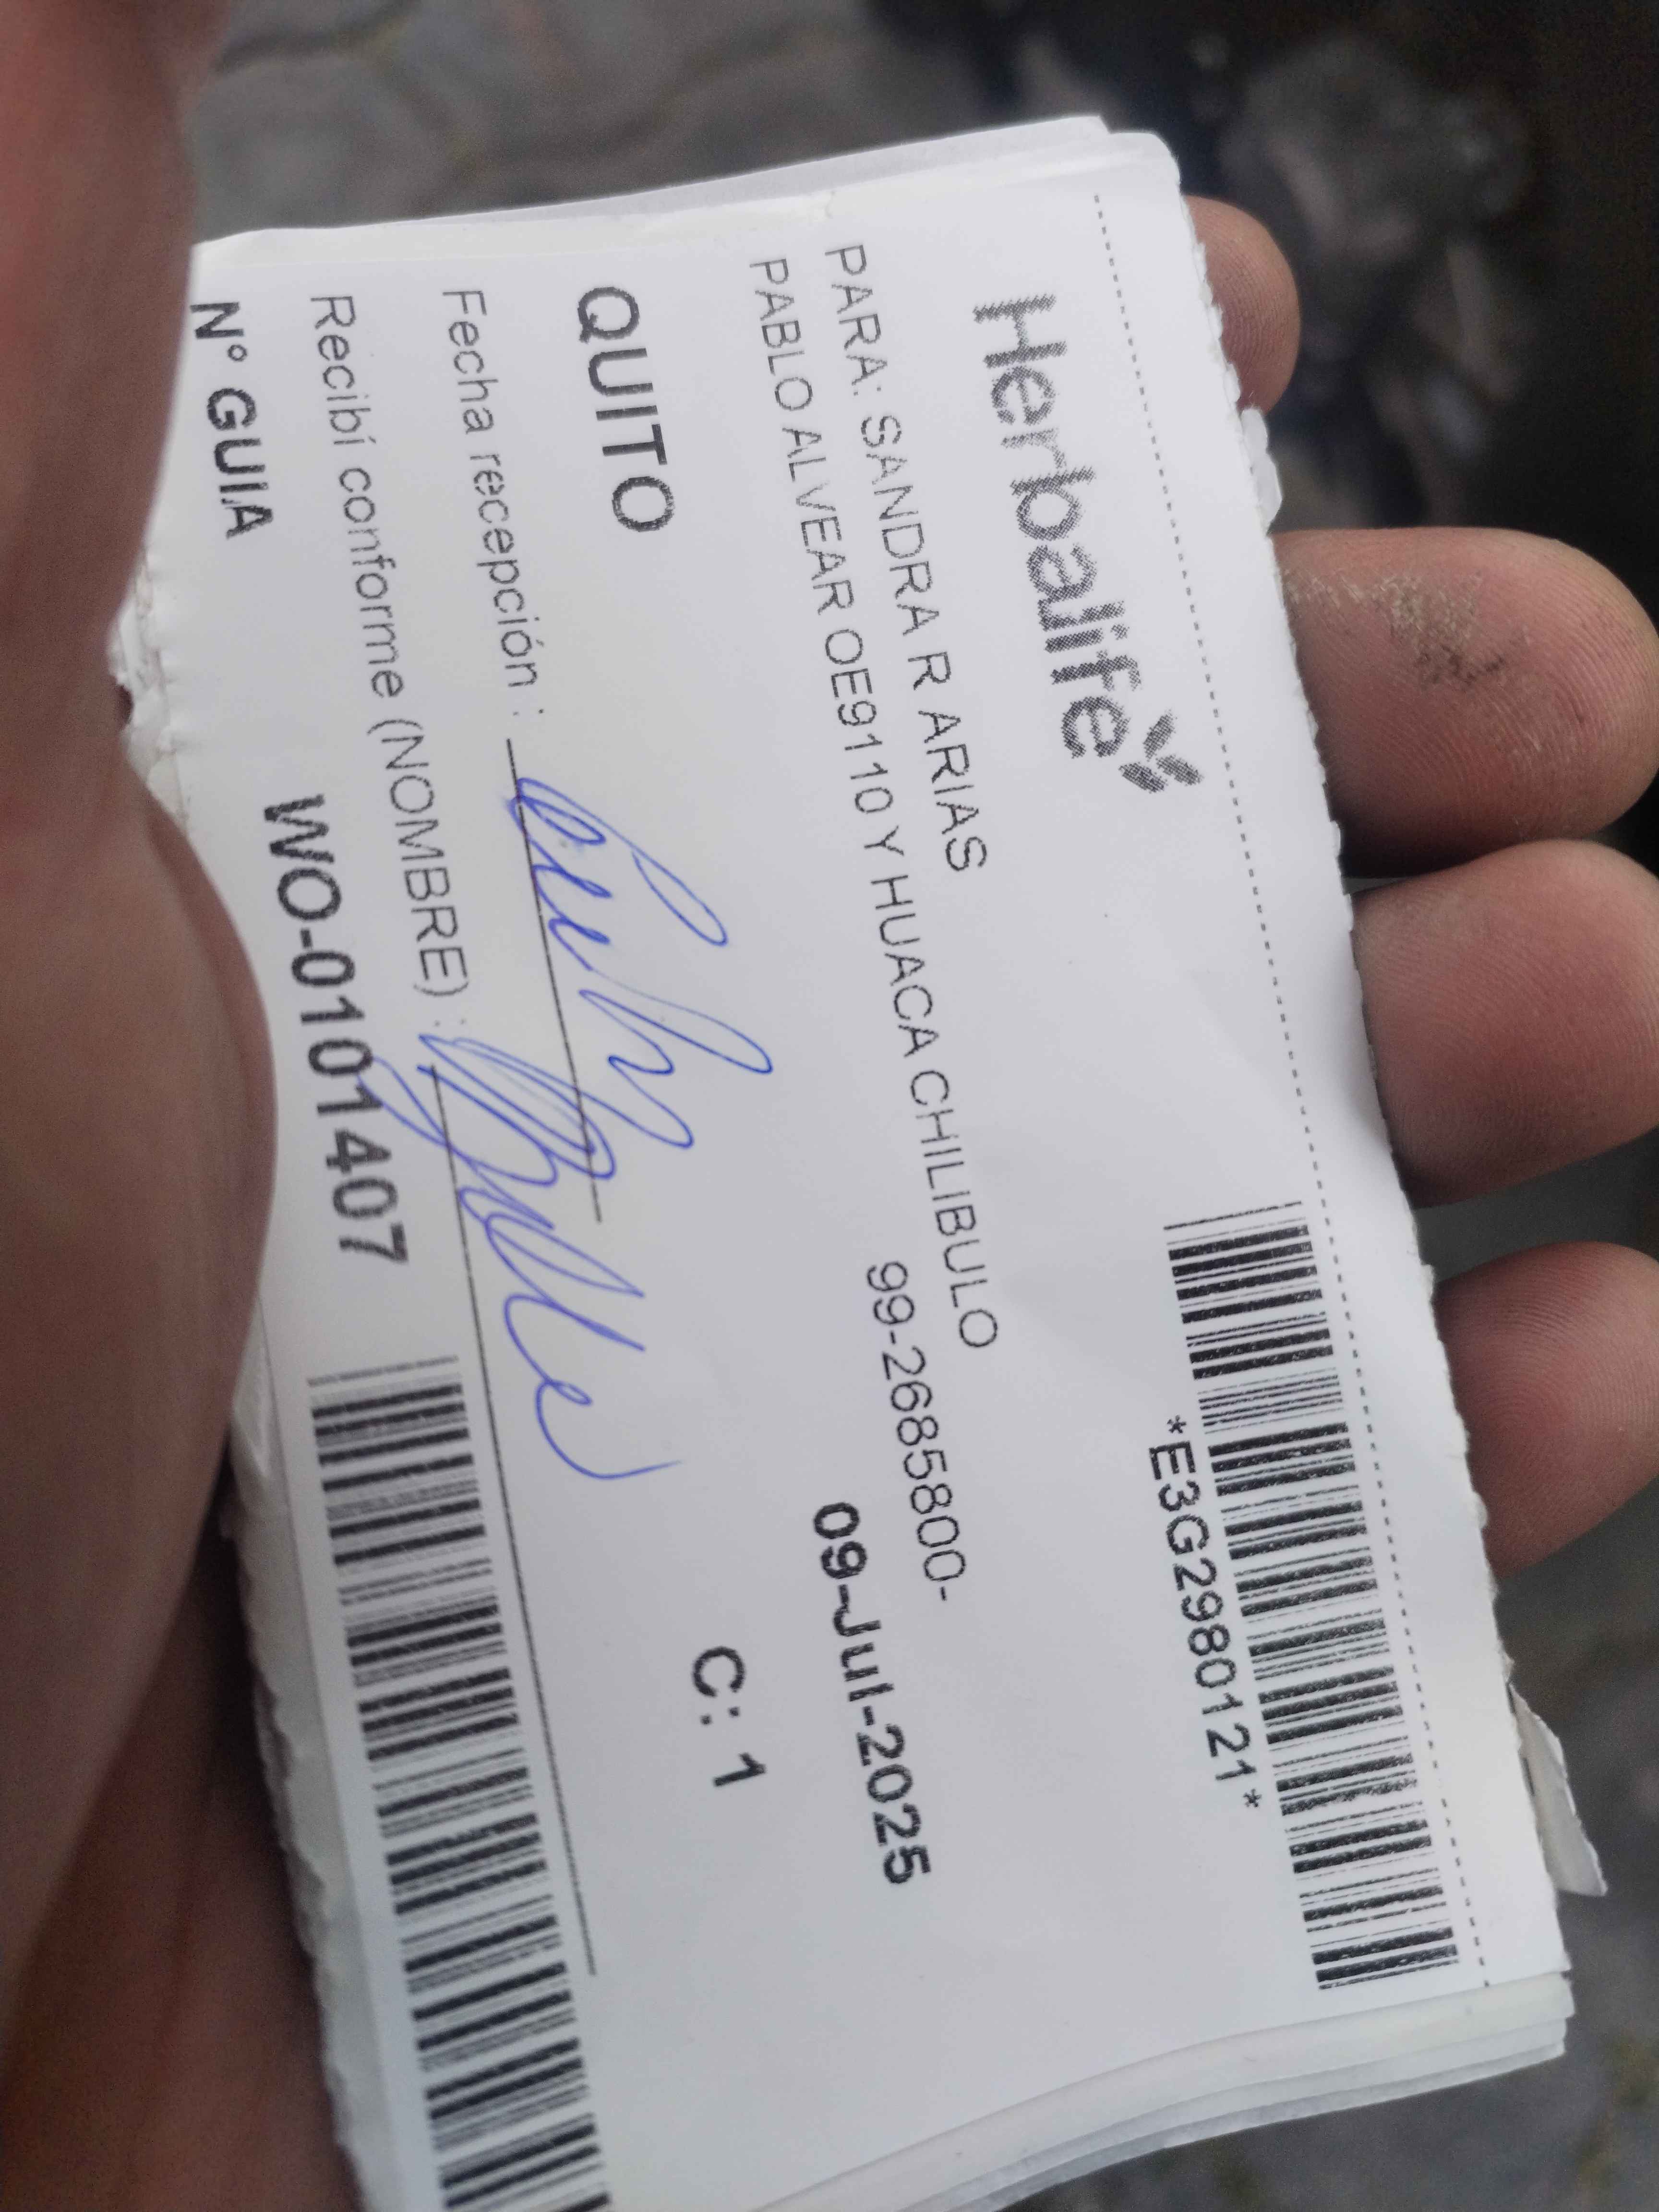 Herbalife
*E3G2980121*
PARA: SANDRA R ARIAS
PABLO ALVEAR OE9110 Y HUACA CHILIBULO
99-2685800-
09-Jul-2025
QUITO
C: 1
Fecha recepción :
Recibí conforme (NOMBRE) :
N° GUIA WO-0101407